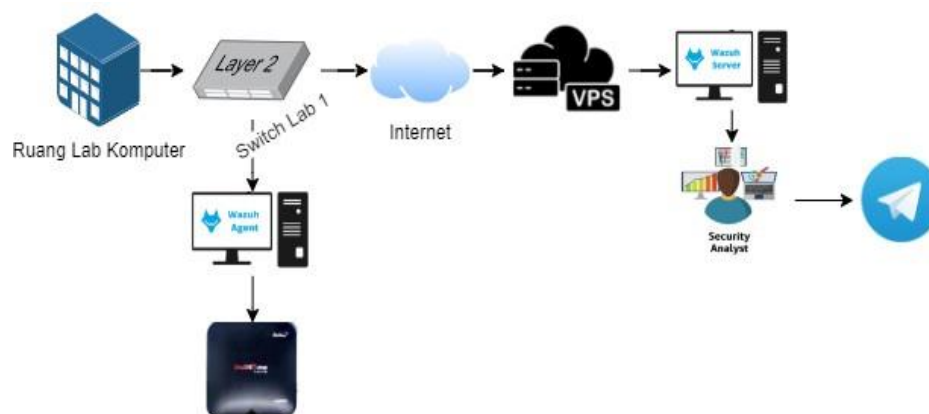 Layer 2
Switch Lab 1
Ruang Lab Komputer
Internet
VPS
Wazuh
Server
Wazuh
Agent
Security
Analyst